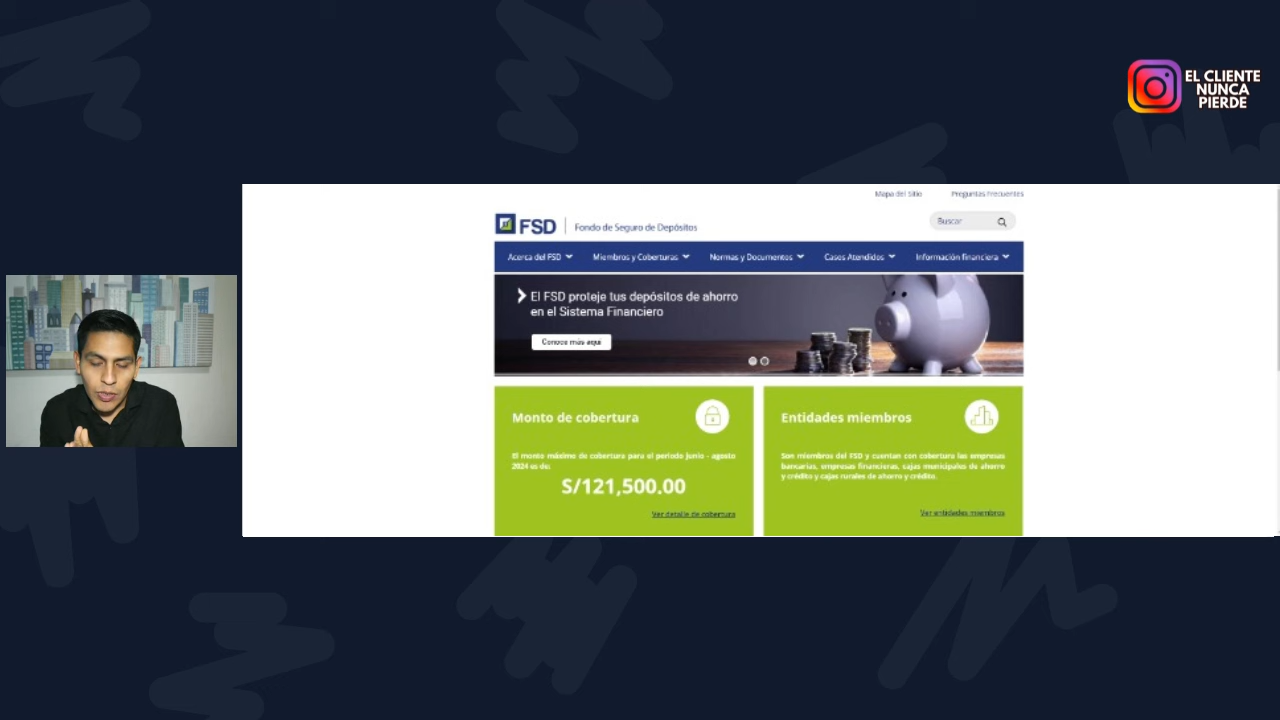 EL CLIENTE
NUNCA
PIERDE
Mapa del Sitio
Preguntas Frecuentes
FSD
Fondo de Seguro de Depósitos
Buscar
Acerca del FSD
Miembros y Coberturas
Normas y Documentos
Casos Atendidos
Información financiera
El FSD proteje tus depósitos de ahorro
en el Sistema Financiero
Conoce más aquí
Monto de cobertura
El monto máximo de cobertura para el periodo junio - agosto
2024 es de:
S/121,500.00
Ver detalle de cobertura
Entidades miembros
Son miembros del FSD y cuentan con cobertura las empresas
bancarias, empresas financieras, cajas municipales de ahorro
y crédito y cajas rurales de ahorro y crédito.
Ver entidades miembros